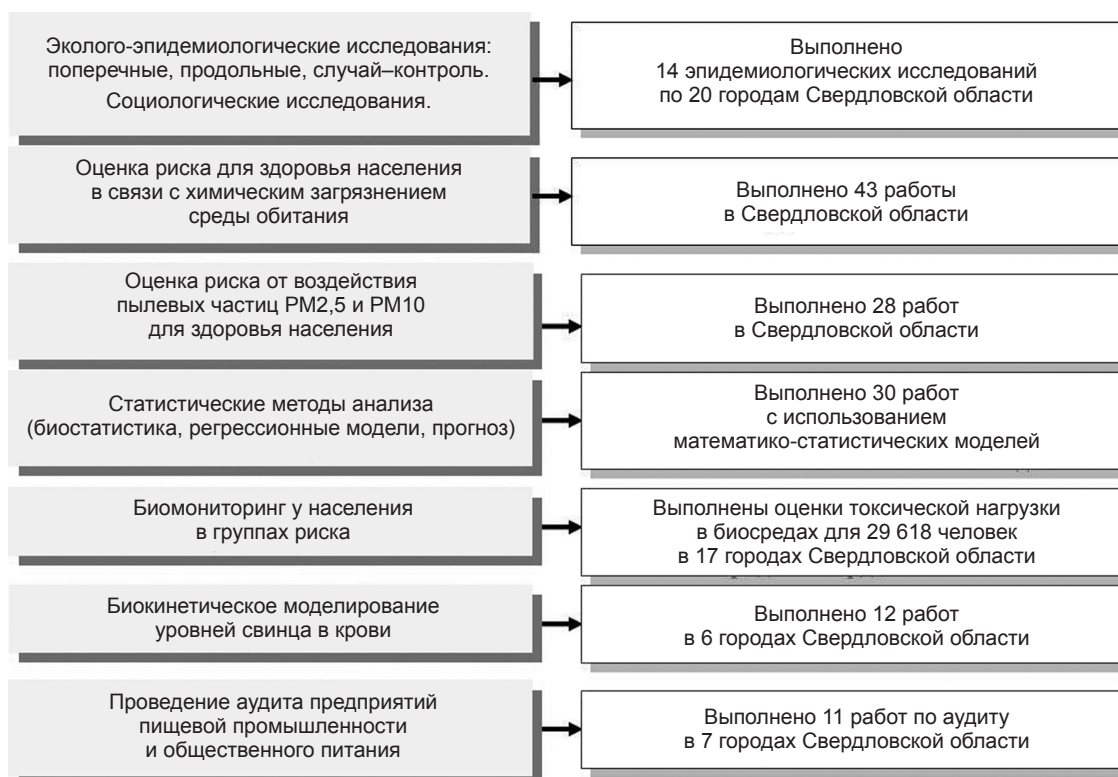 Эколого-эпидемиологические исследования:
поперечные, продольные, случай–контроль.
Социологические исследования.
Выполнено
14 эпидемиологических исследований
по 20 городам Свердловской области
Оценка риска для здоровья населения
в связи с химическим загрязнением
среды обитания
Выполнено 43 работы
в Свердловской области
Оценка риска от воздействия
пылевых частиц PM2,5 и PM10
для здоровья населения
Выполнено 28 работ
в Свердловской области
Статистические методы анализа
(биостатистика, регрессионные модели, прогноз)
Выполнено 30 работ
с использованием
математико-статистических моделей
Биомониторинг у населения
в группах риска
Выполнены оценки токсической нагрузки
в биосредах для 29 618 человек
в 17 городах Свердловской области
Биокинетическое моделирование
уровней свинца в крови
Выполнено 12 работ
в 6 городах Свердловской области
Проведение аудита предприятий
пищевой промышленности
и общественного питания
Выполнено 11 работ по аудиту
в 7 городах Свердловской области